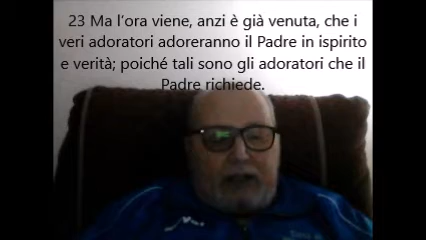 23 Ma l’ora viene, anzi è già venuta, che i
veri adoratori adoreranno il Padre in ispirito
e verità; poiché tali sono gli adoratori che il
Padre richiede.